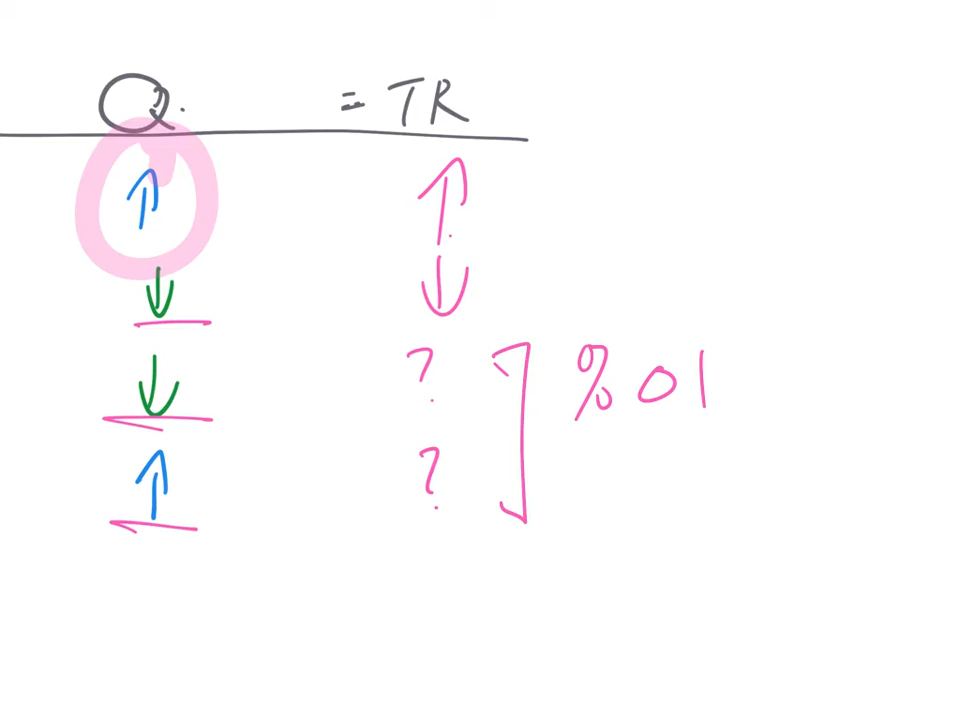 Q. = TR
↑ ↑
↓ ↓
↓ ? % 01
↑ ?